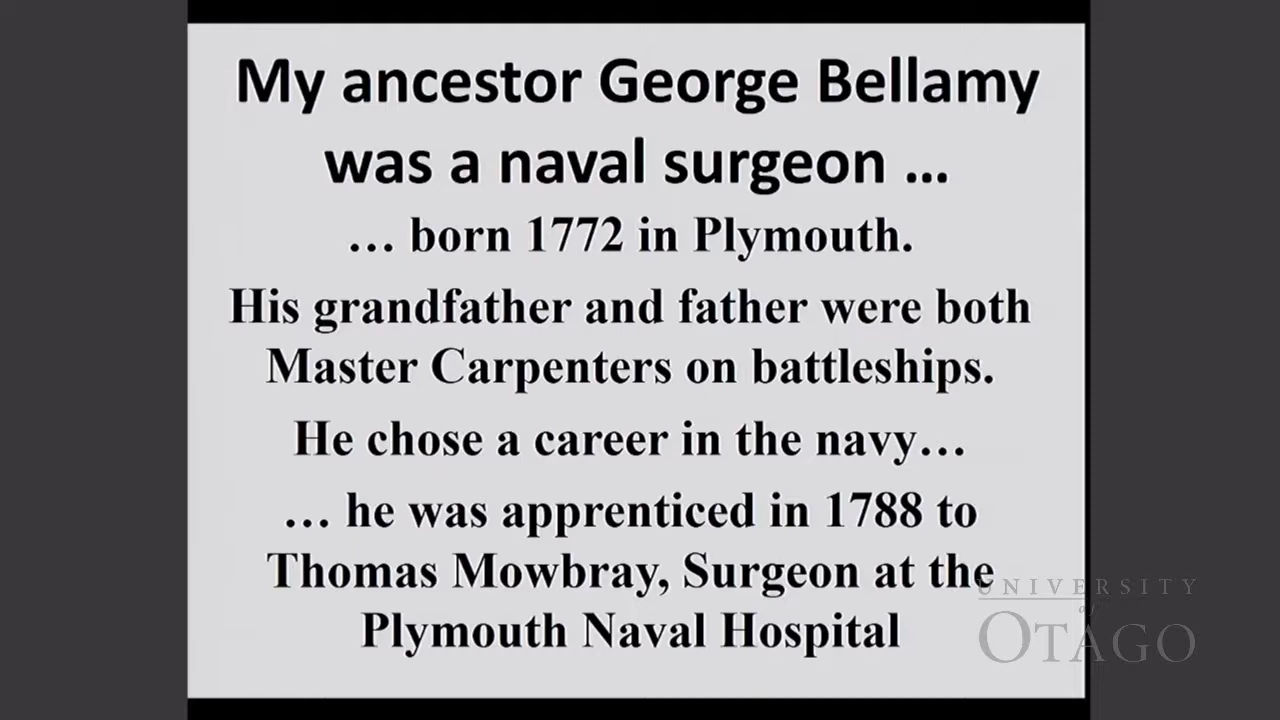 My ancestor George Bellamy
was a naval surgeon …
… born 1772 in Plymouth.
His grandfather and father were both
Master Carpenters on battleships.
He chose a career in the navy…
… he was apprenticed in 1788 to
Thomas Mowbray, Surgeon at the
Plymouth Naval Hospital
UNIVERSITY
of
OTAGO